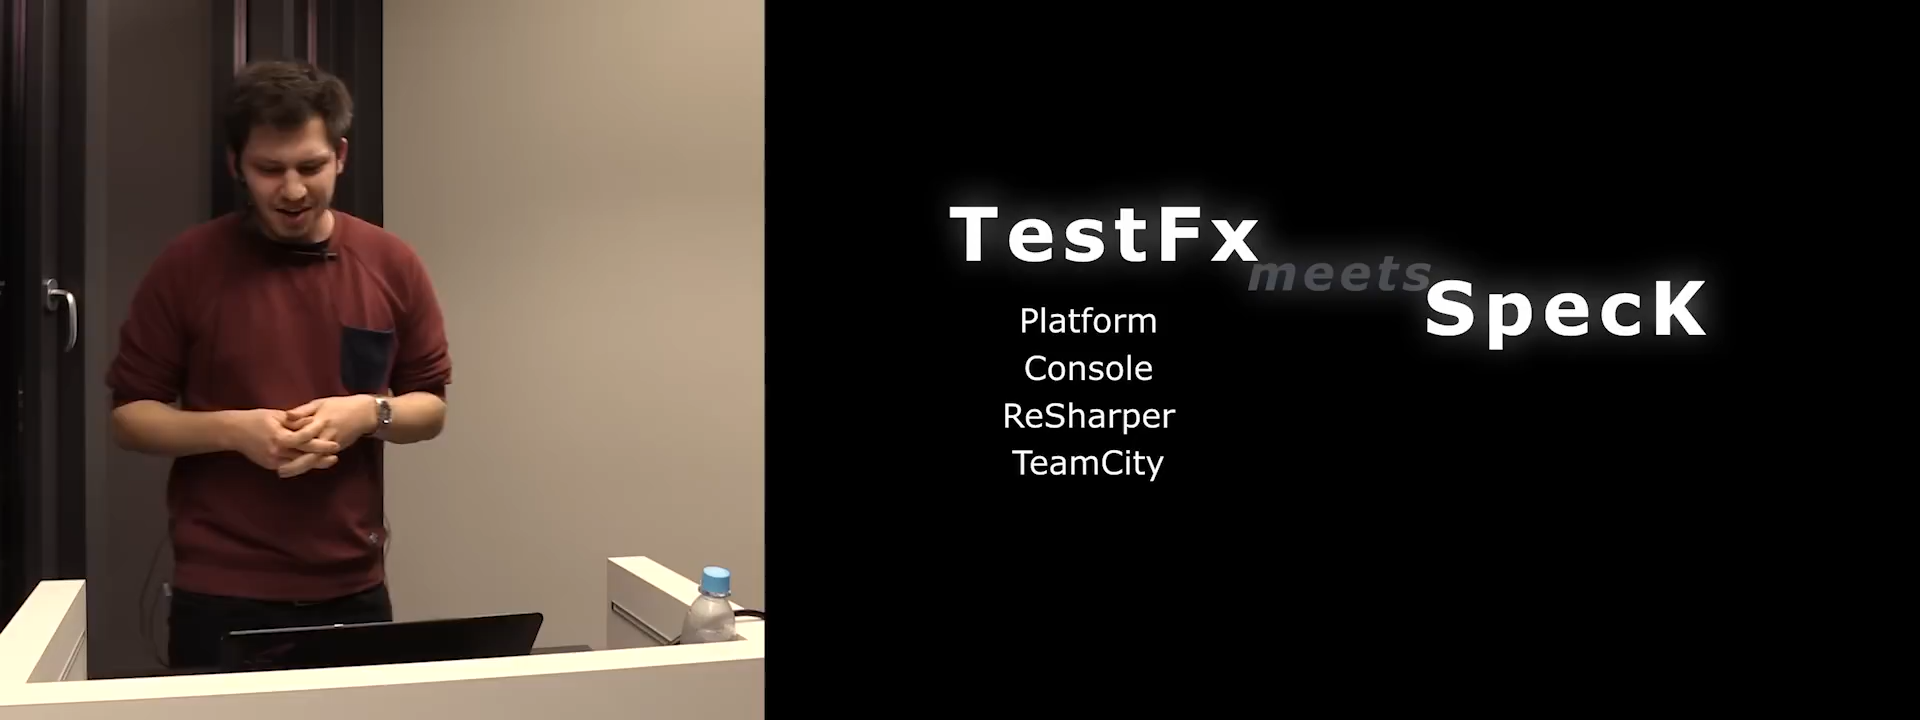 TestFx
meets
SpecK
Platform
Console
ReSharper
TeamCity